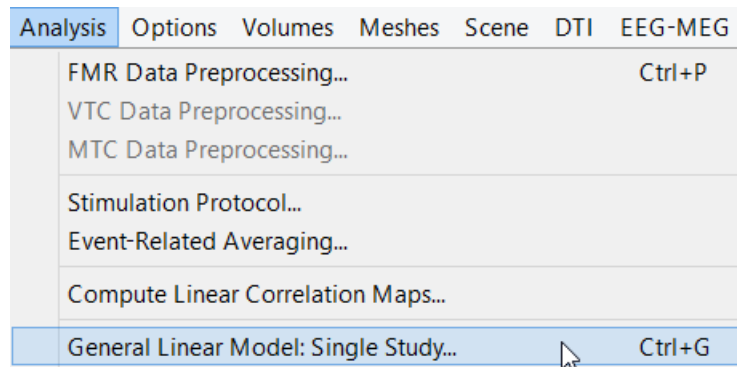 Analysis Options Volumes Meshes Scene DTI EEG-MEG
FMR Data Preprocessing... Ctrl+P
VTC Data Preprocessing...
MTC Data Preprocessing...
Stimulation Protocol...
Event-Related Averaging...
Compute Linear Correlation Maps...
General Linear Model: Single Study... Ctrl+G